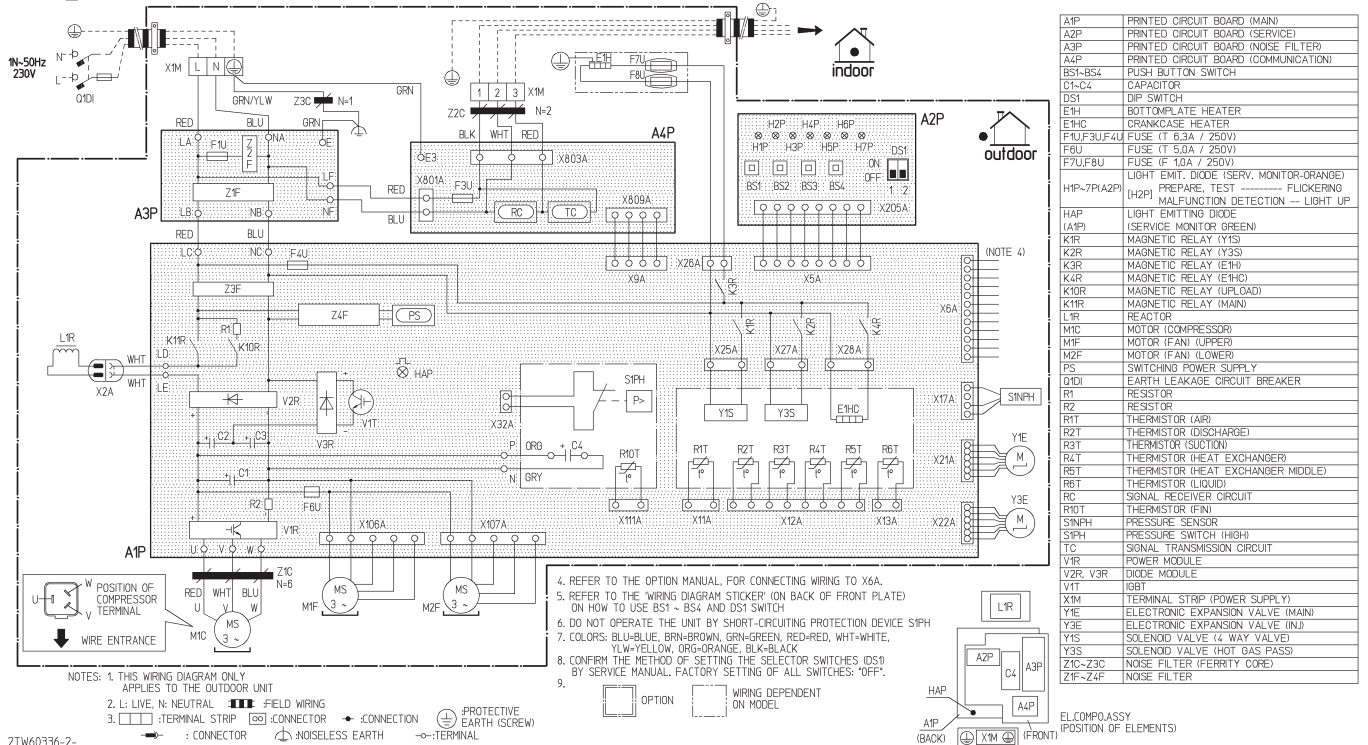 1N~50Hz
230V
N
L
Q1DI
X1M
L N
GRN/YLW
Z3C
N=1
GRN
RED
BLU
GRN
LA
NA
E
F1U
Z2F
Z1F
LF
NF
LB
NB
A3P
RED
BLU
1 2 3
X1M
Z2C
N=2
BLK
WHT
RED
A4P
E3
X803A
X801A
F3U
RED
BLU
RC
TC
X809A
E1H
F7U
F8U
indoor
outdoor
A2P
H2P H4P H6P
H1P H3P H5P H7P
DS1
ON
OFF
1 2
BS1 BS2 BS3 BS4
X205A
LC
NC
F4U
X9A
X26A
X5A
(NOTE 4)
Z3F
Z4F
PS
K3R
K1R
K2R
K4R
X6A
R1
K11R
K10R
L1R
X2A
WHT
WHT
LD
LE
HAP
V2R
V3R
V1T
C2
C3
C1
R2
F6U
V1R
S1PH
P>
X32A
P
ORG
C4
N
GRY
R10T
X111A
X25A
X27A
X28A
Y1S
Y3S
E1HC
R1T R2T R3T R4T R5T R6T
X11A
X12A
X13A
X17A
S1NPH
X21A
Y1E
M
X22A
Y3E
M
A1P
X106A
X107A
U V W
Z1C
N=6
RED WHT BLU
U V W
M1C
MS
3 ~
M1F
MS
3 ~
M2F
MS
3 ~
POSITION OF
COMPRESSOR
TERMINAL
U
W
V
WIRE ENTRANCE
NOTES: 1. THIS WIRING DIAGRAM ONLY
APPLIES TO THE OUTDOOR UNIT
2. L: LIVE, N: NEUTRAL :FIELD WIRING
3. :TERMINAL STRIP :CONNECTOR :CONNECTION :PROTECTIVE
EARTH (SCREW)
: CONNECTOR :NOISELESS EARTH :TERMINAL
2TW60336-2-
4. REFER TO THE OPTION MANUAL, FOR CONNECTING WIRING TO X6A.
5. REFER TO THE 'WIRING DIAGRAM STICKER' (ON BACK OF FRONT PLATE)
ON HOW TO USE BS1 ~ BS4 AND DS1 SWITCH
6. DO NOT OPERATE THE UNIT BY SHORT-CIRCUITING PROTECTION DEVICE S1PH
7. COLORS: BLU=BLUE, BRN=BROWN, GRN=GREEN, RED=RED, WHT=WHITE,
YLW=YELLOW, ORG=ORANGE, BLK=BLACK
8. CONFIRM THE METHOD OF SETTING THE SELECTOR SWITCHES (DS1)
BY SERVICE MANUAL. FACTORY SETTING OF ALL SWITCHES: "OFF".
9.
OPTION
WIRING DEPENDENT
ON MODEL
L1R
A2P
C4
A3P
A4P
HAP
A1P
(BACK)
X1M
(FRONT)
EL.COMPO.ASSY
(POSITION OF ELEMENTS)
A1P PRINTED CIRCUIT BOARD (MAIN)
A2P PRINTED CIRCUIT BOARD (SERVICE)
A3P PRINTED CIRCUIT BOARD (NOISE FILTER)
A4P PRINTED CIRCUIT BOARD (COMMUNICATION)
BS1~BS4 PUSH BUTTON SWITCH
C1~C4 CAPACITOR
DS1 DIP SWITCH
E1H BOTTOMPLATE HEATER
E1HC CRANKCASE HEATER
F1U,F3U,F4U FUSE (T 6,3A / 250V)
F6U FUSE (T 5,0A / 250V)
F7U,F8U FUSE (F 1,0A / 250V)
H1P~7P(A2P) LIGHT EMIT. DIODE (SERV. MONITOR-ORANGE)
[H2P] PREPARE, TEST --------- FLICKERING
MALFUNCTION DETECTION -- LIGHT UP
HAP LIGHT EMITTING DIODE
(A1P) (SERVICE MONITOR GREEN)
K1R MAGNETIC RELAY (Y1S)
K2R MAGNETIC RELAY (Y3S)
K3R MAGNETIC RELAY (E1H)
K4R MAGNETIC RELAY (E1HC)
K10R MAGNETIC RELAY (UPLOAD)
K11R MAGNETIC RELAY (MAIN)
L1R REACTOR
M1C MOTOR (COMPRESSOR)
M1F MOTOR (FAN) (UPPER)
M2F MOTOR (FAN) (LOWER)
PS SWITCHING POWER SUPPLY
Q1DI EARTH LEAKAGE CIRCUIT BREAKER
R1 RESISTOR
R2 RESISTOR
R1T THERMISTOR (AIR)
R2T THERMISTOR (DISCHARGE)
R3T THERMISTOR (SUCTION)
R4T THERMISTOR (HEAT EXCHANGER)
R5T THERMISTOR (HEAT EXCHANGER MIDDLE)
R6T THERMISTOR (LIQUID)
RC SIGNAL RECEIVER CIRCUIT
R10T THERMISTOR (FIN)
S1NPH PRESSURE SENSOR
S1PH PRESSURE SWITCH (HIGH)
TC SIGNAL TRANSMISSION CIRCUIT
V1R POWER MODULE
V2R, V3R DIODE MODULE
V1T IGBT
X1M TERMINAL STRIP (POWER SUPPLY)
Y1E ELECTRONIC EXPANSION VALVE (MAIN)
Y3E ELECTRONIC EXPANSION VALVE (INJ)
Y1S SOLENOID VALVE (4 WAY VALVE)
Y3S SOLENOID VALVE (HOT GAS PASS)
Z1C~Z3C NOISE FILTER (FERRITY CORE)
Z1F~Z4F NOISE FILTER